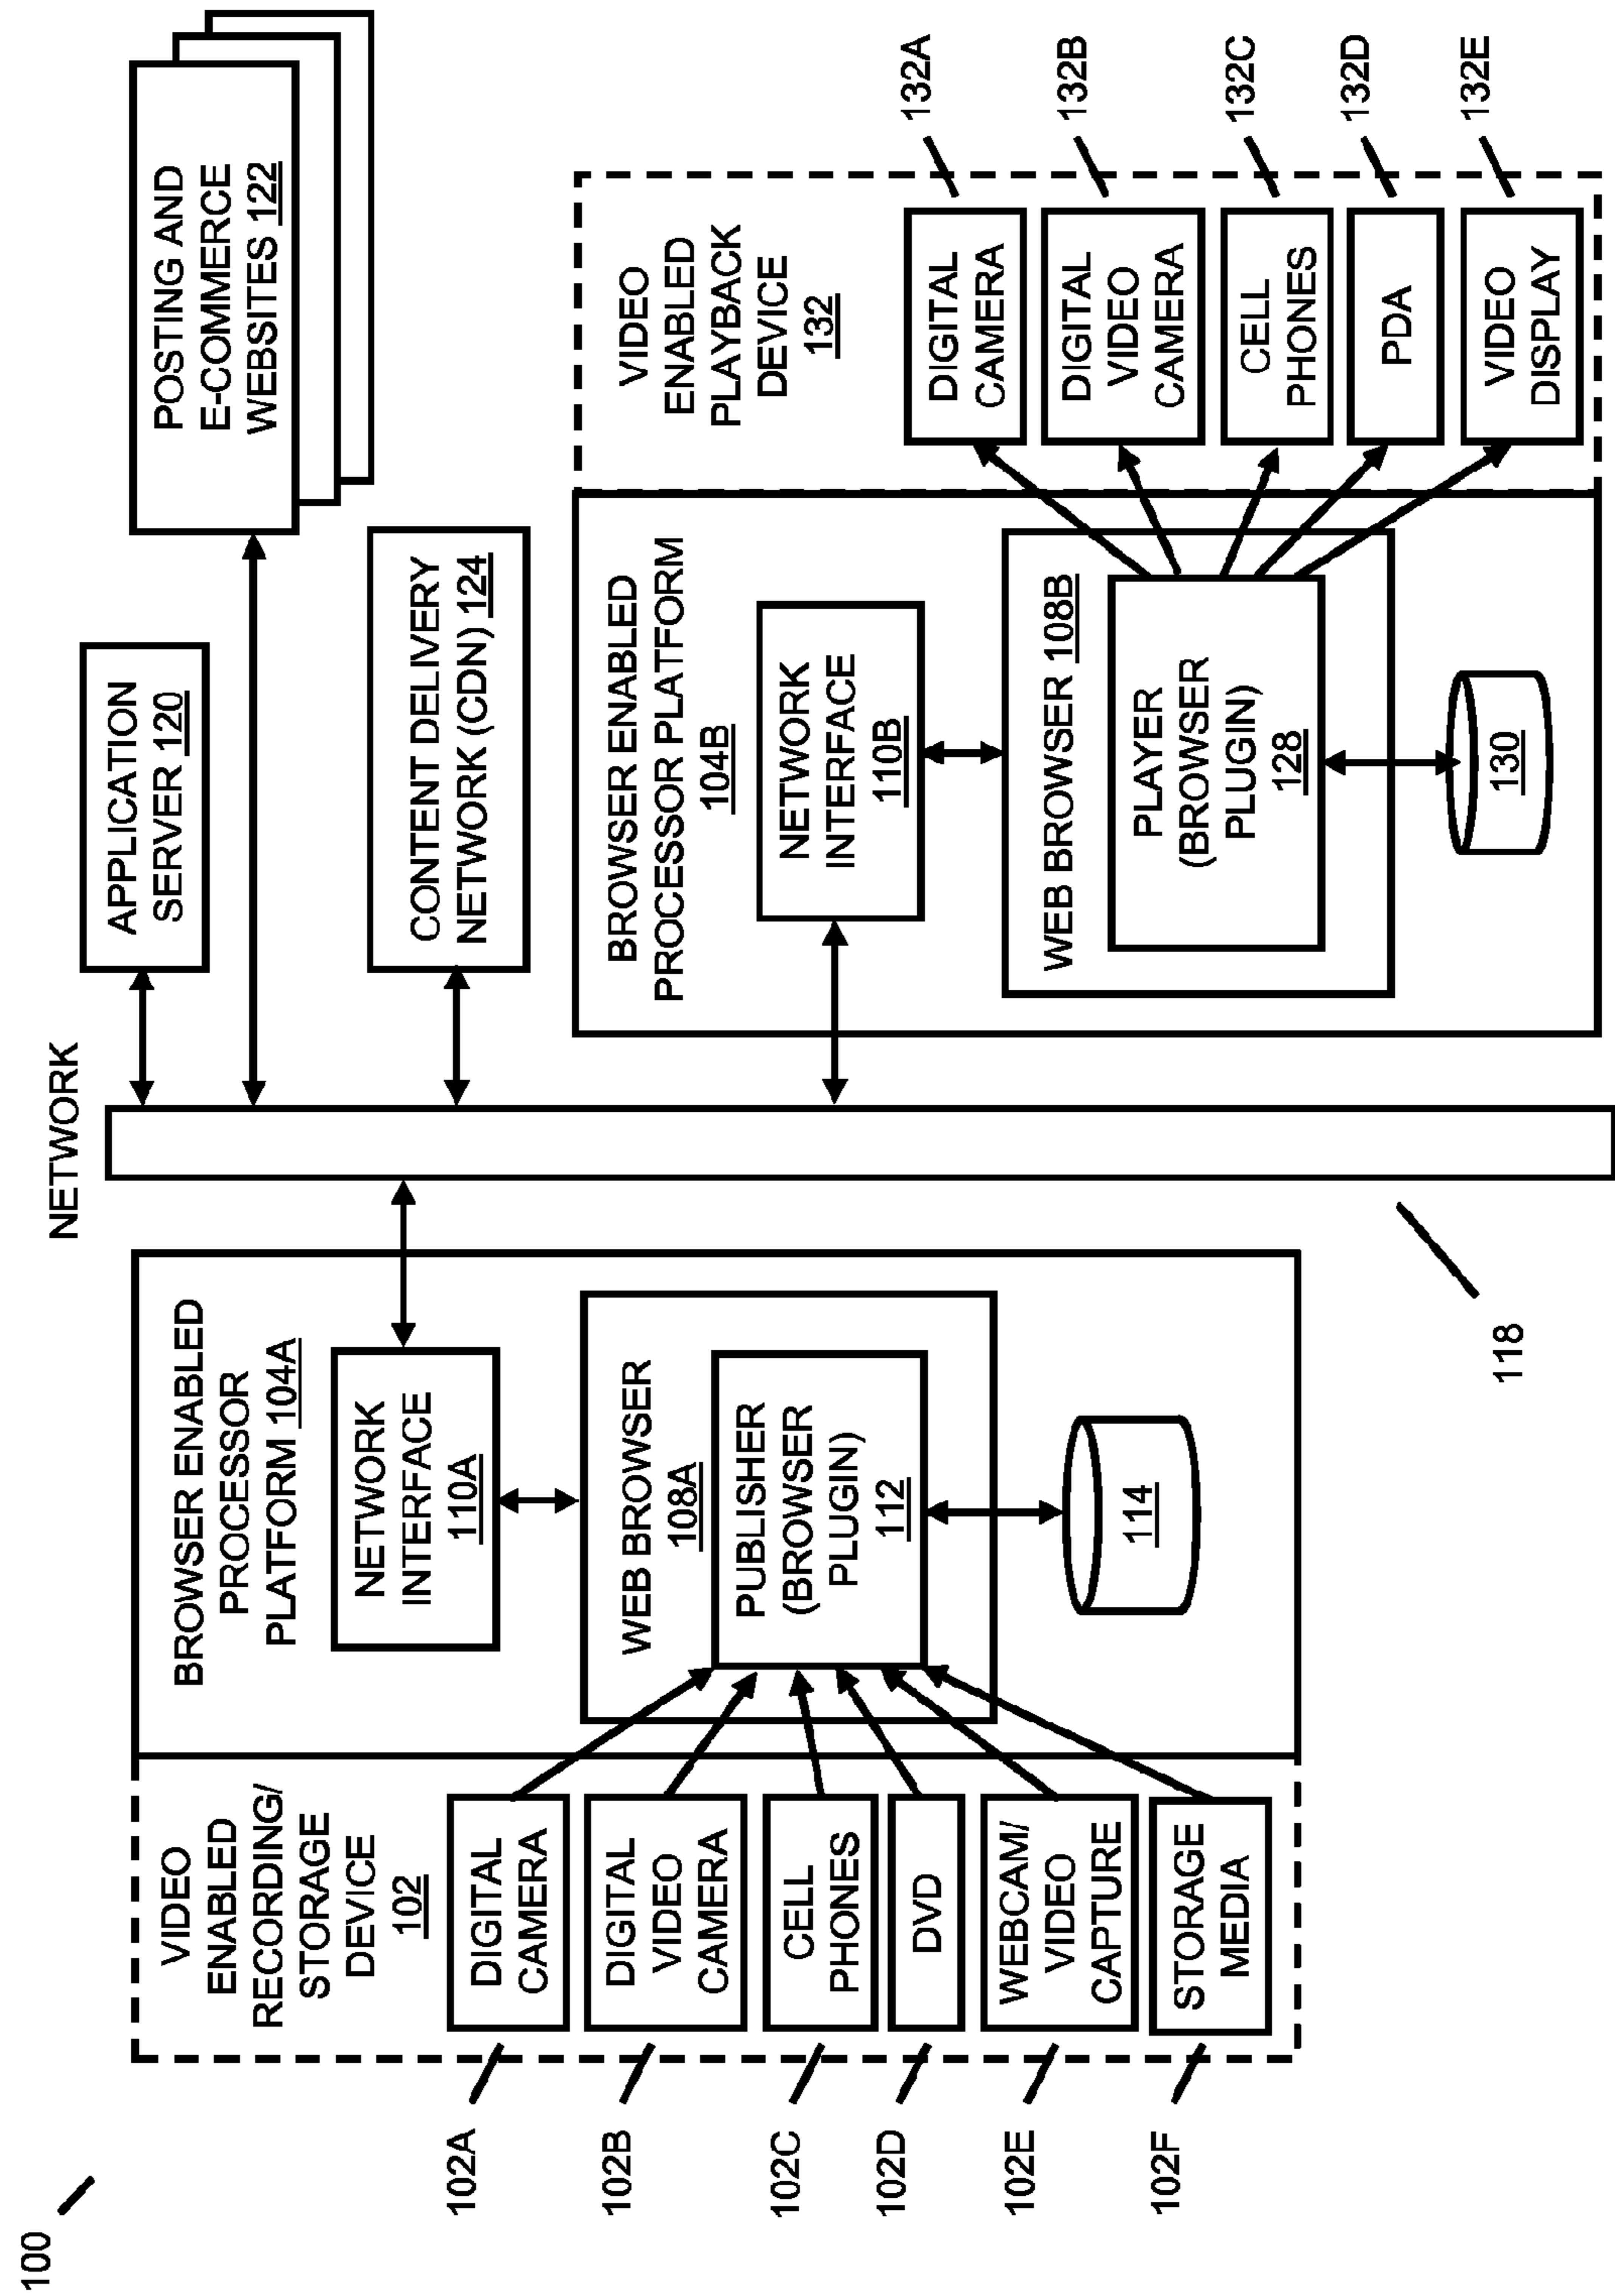 100
NETWORK
VIDEO
ENABLED
RECORDING/
STORAGE
DEVICE
102
102A
DIGITAL
CAMERA
102B
DIGITAL
VIDEO
CAMERA
102C
CELL
PHONES
102D
DVD
102E
WEBCAM/
VIDEO
CAPTURE
102F
STORAGE
MEDIA
BROWSER ENABLED
PROCESSOR
PLATFORM 104A
NETWORK
INTERFACE
110A
WEB BROWSER
108A
PUBLISHER
(BROWSER
PLUGIN)
112
114
118
APPLICATION
SERVER 120
POSTING AND
E-COMMERCE
WEBSITES 122
CONTENT DELIVERY
NETWORK (CDN) 124
BROWSER ENABLED
PROCESSOR PLATFORM
104B
NETWORK
INTERFACE
110B
WEB BROWSER 108B
PLAYER
(BROWSER
PLUGIN)
128
130
VIDEO
ENABLED
PLAYBACK
DEVICE
132
DIGITAL
CAMERA
132A
DIGITAL
VIDEO
CAMERA
132B
CELL
PHONES
132C
PDA
132D
VIDEO
DISPLAY
132E